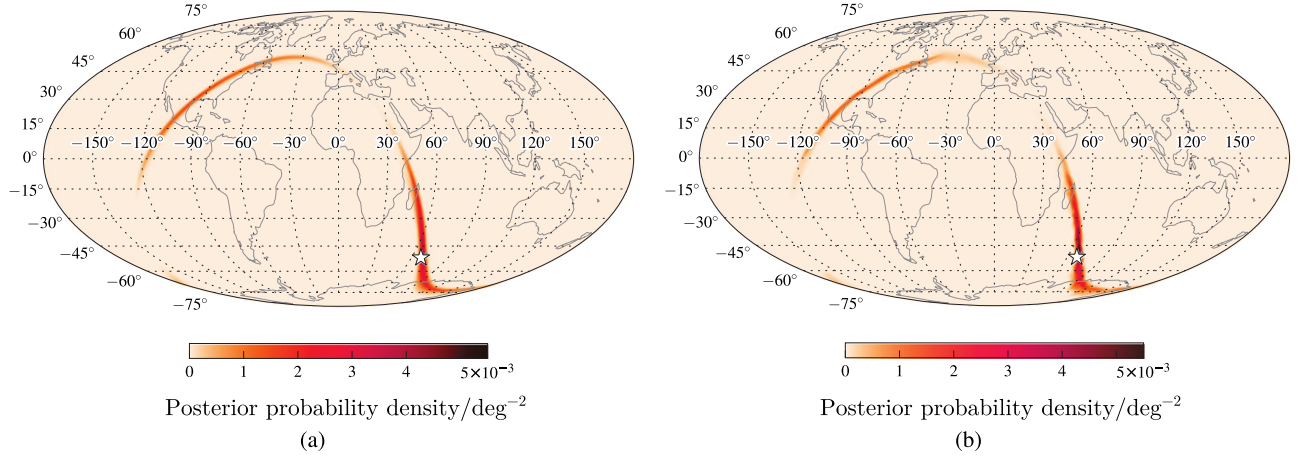 75° 75°
60° 60°
45° 45°
30° 30°
15° 15°
−150° −120° −90° −60° −30° 0° 30° 60° 90° 120° 150° −150° −120° −90° −60° −30° 0° 30° 60° 90° 120° 150°
0° 0°
−15° −15°
−30° −30°
−45° −45°
−60° −60°
−75° −75°
0 1 2 3 4 5×10⁻³ 0 1 2 3 4 5×10⁻³
Posterior probability density/deg⁻² Posterior probability density/deg⁻²
(a) (b)